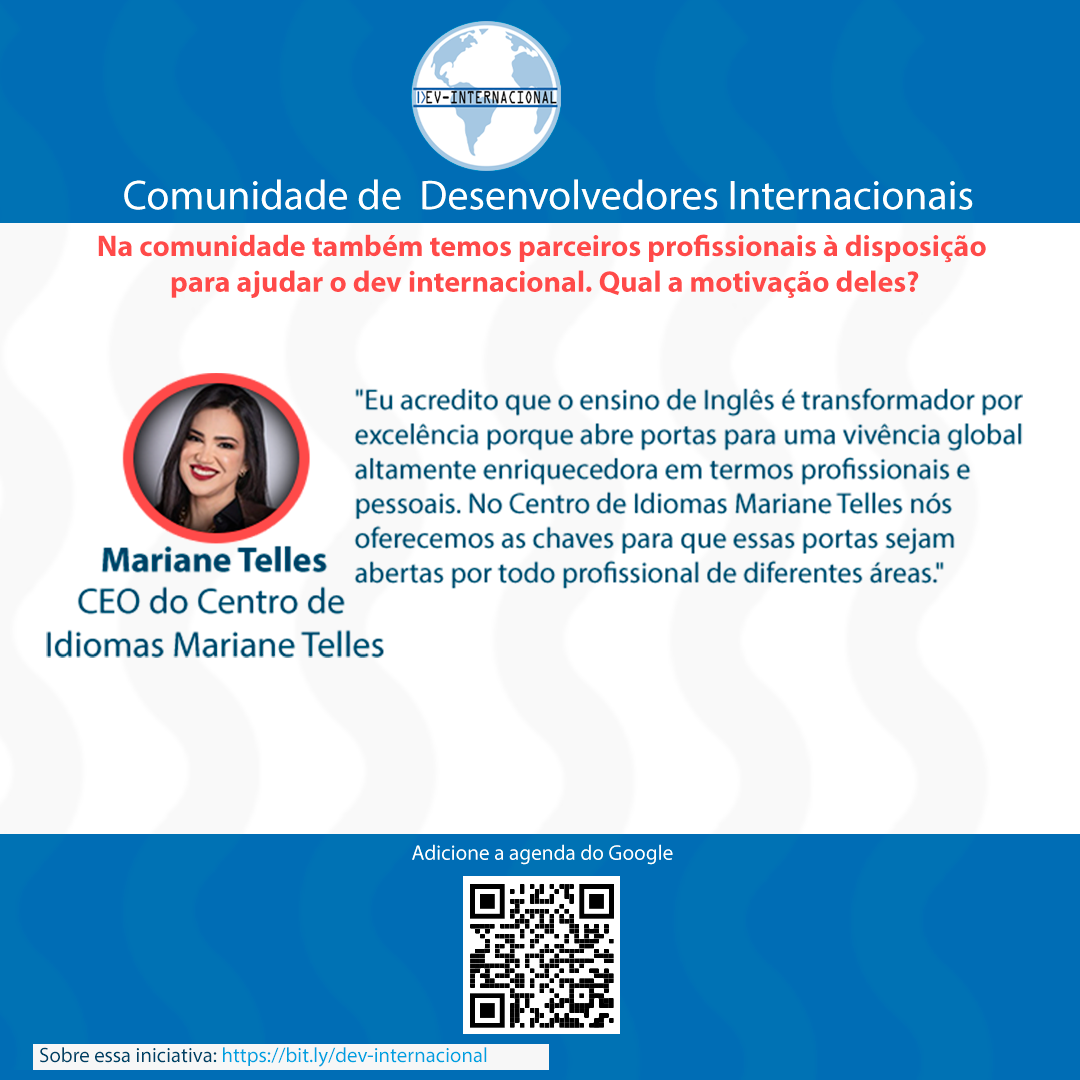 DEV-INTERNACIONAL
Comunidade de Desenvolvedores Internacionais
Na comunidade também temos parceiros profissionais à disposição
para ajudar o dev internacional. Qual a motivação deles?
Mariane Telles
CEO do Centro de
Idiomas Mariane Telles
"Eu acredito que o ensino de Inglês é transformador por
excelência porque abre portas para uma vivência global
altamente enriquecedora em termos profissionais e
pessoais. No Centro de Idiomas Mariane Telles nós
oferecemos as chaves para que essas portas sejam
abertas por todo profissional de diferentes áreas."
Adicione a agenda do Google
Sobre essa iniciativa: https://bit.ly/dev-internacional